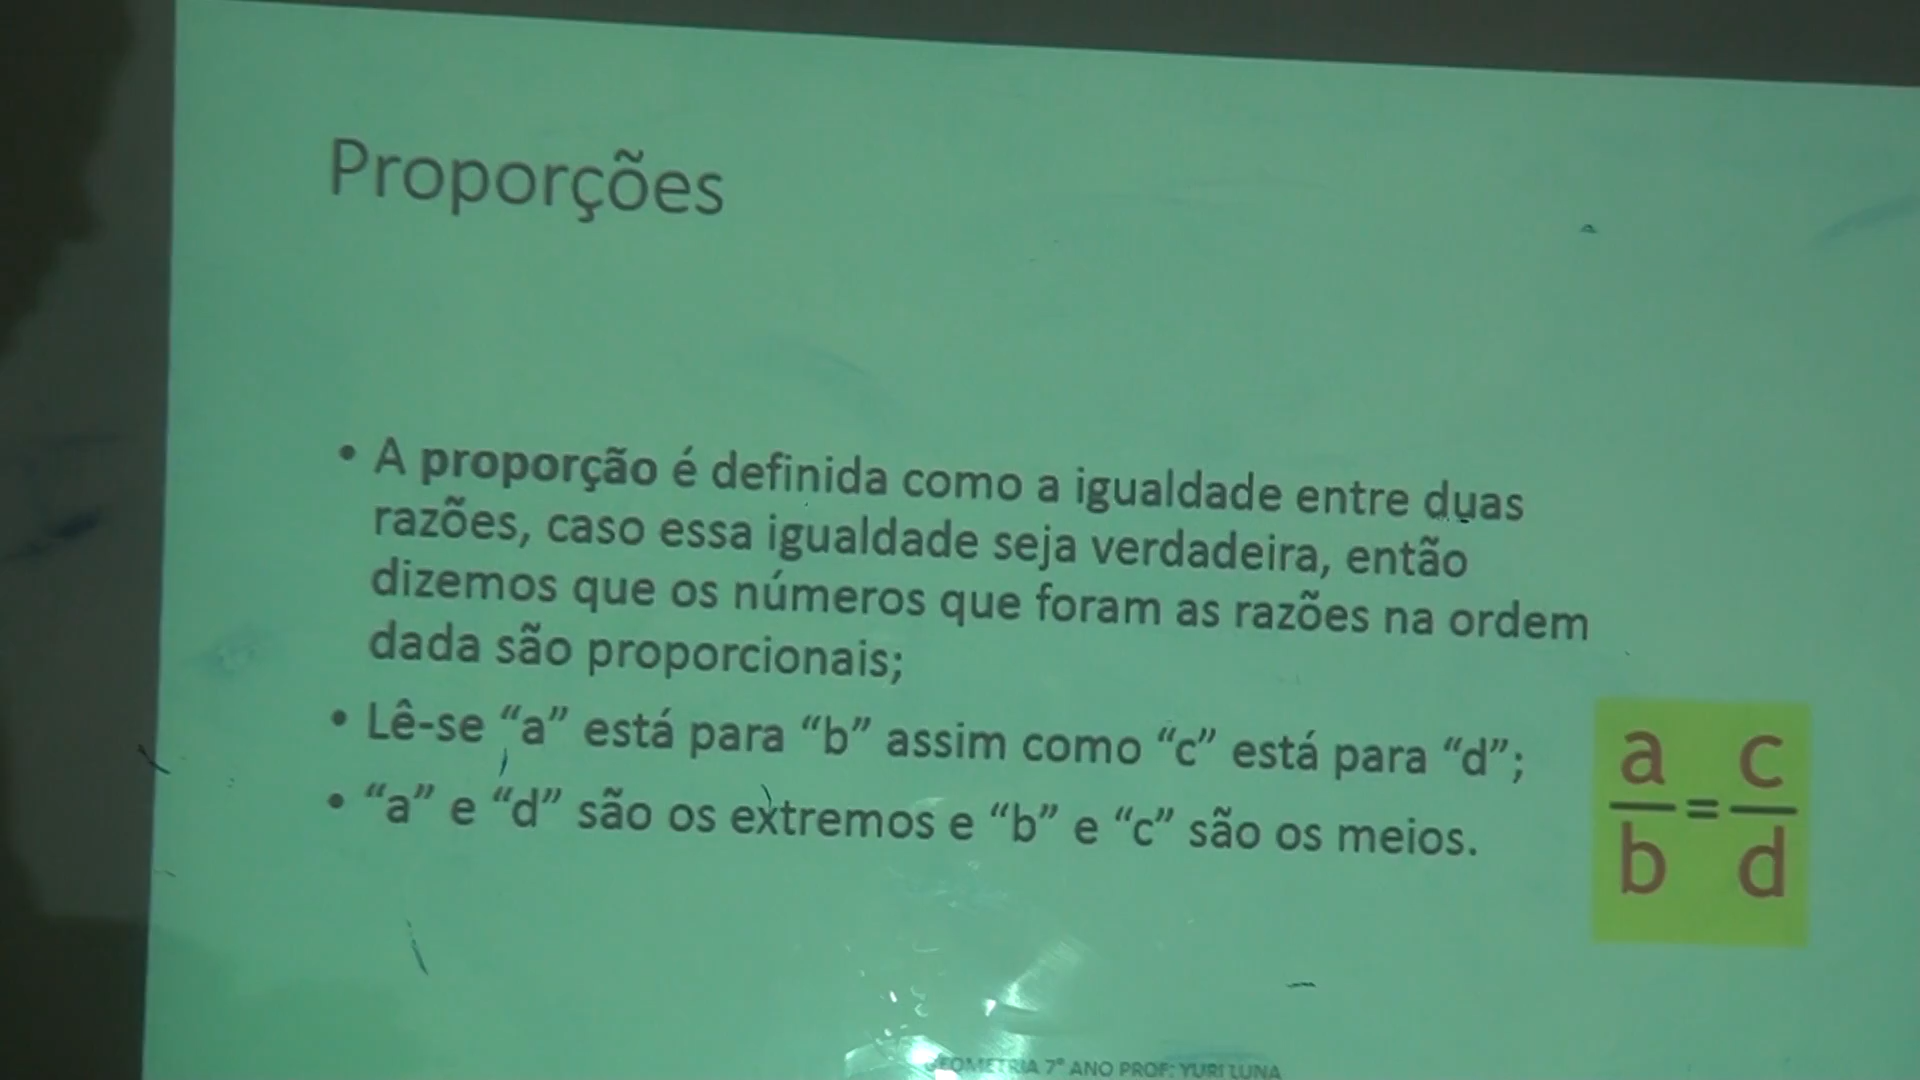 Proporções
• A proporção é definida como a igualdade entre duas
razões, caso essa igualdade seja verdadeira, então
dizemos que os números que foram as razões na ordem
dada são proporcionais;
• Lê-se “a” está para “b” assim como “c” está para “d”;
• “a” e “d” são os extremos e “b” e “c” são os meios.
a c
=
b d
GEOMETRIA 7º ANO PROF: YURI LUNA